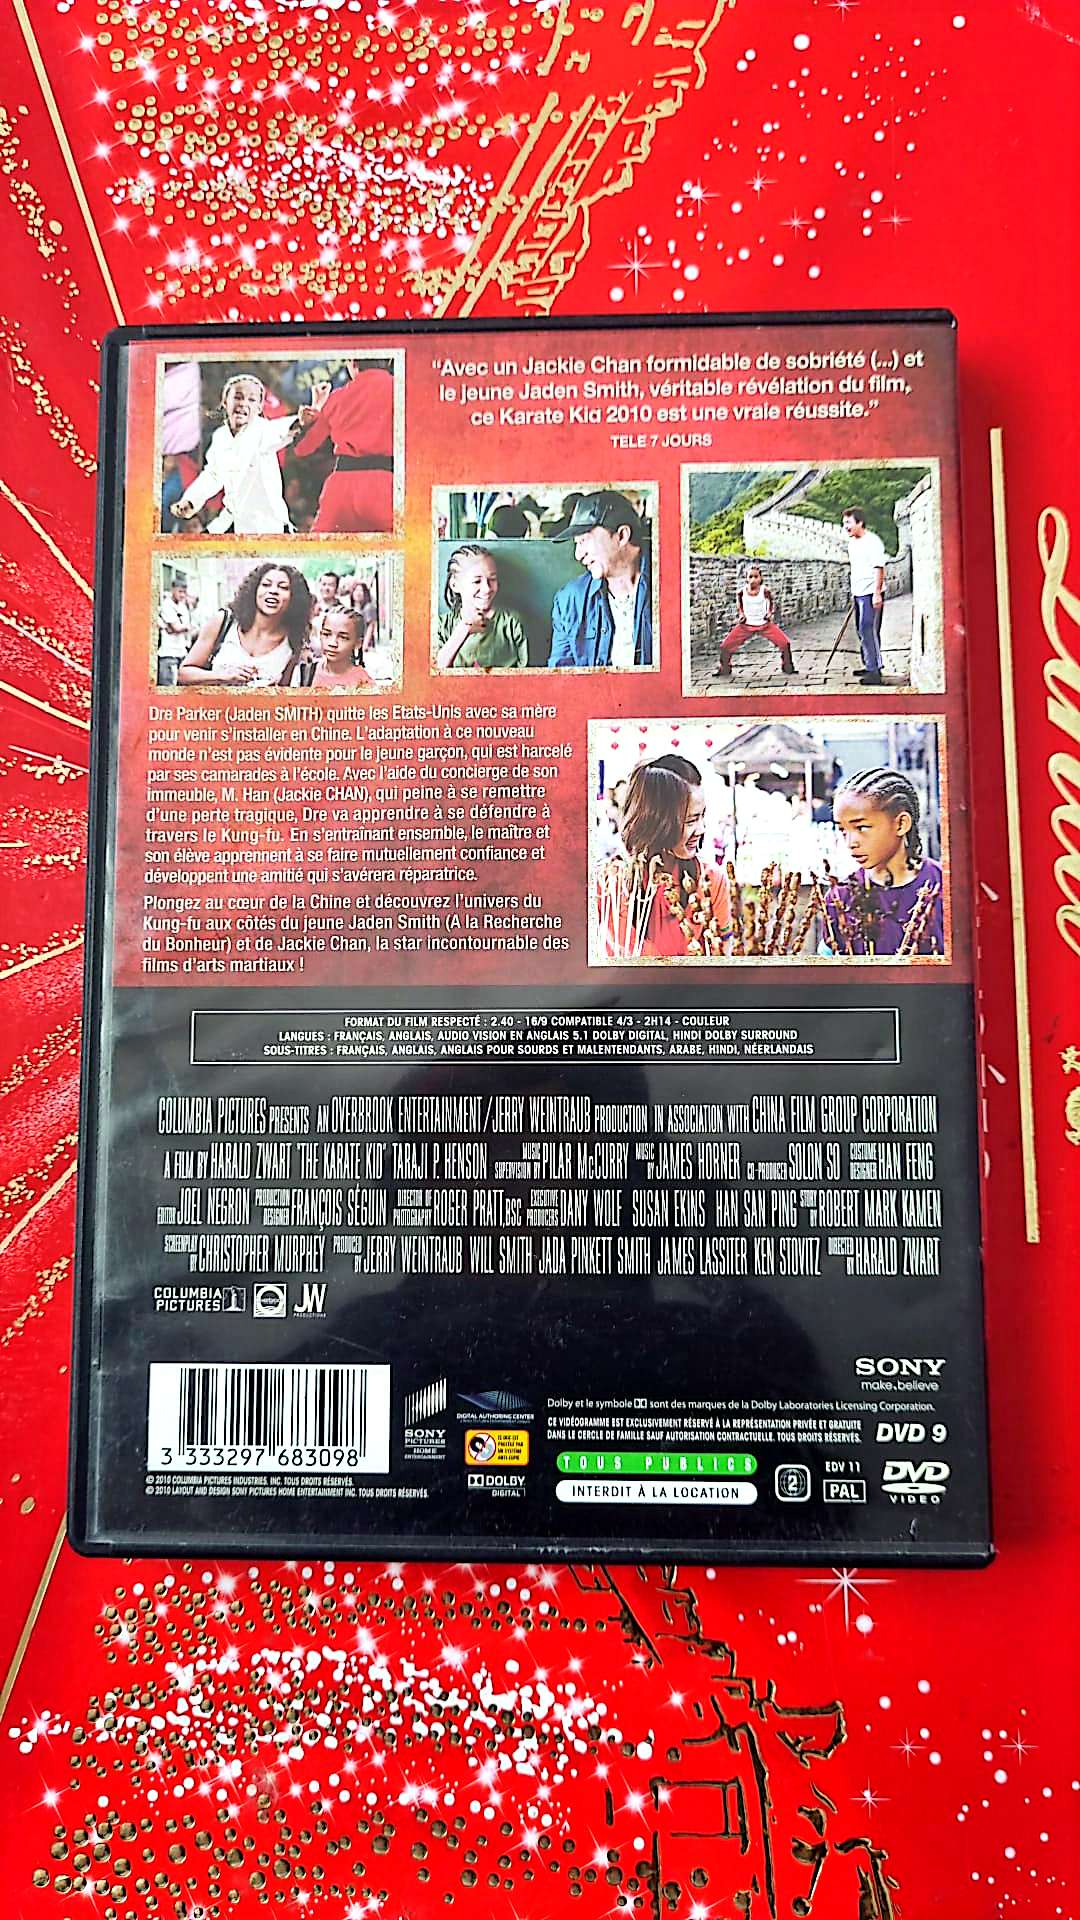 “Avec un Jackie Chan formidable de sobriété (...) et
le jeune Jaden Smith, véritable révélation du film,
ce Karate Kid 2010 est une vraie réussite.”
TELE 7 JOURS
Dre Parker (Jaden SMITH) quitte les Etats-Unis avec sa mère
pour venir s’installer en Chine. L’adaptation à ce nouveau
monde n’est pas évidente pour le jeune garçon, qui est harcelé
par ses camarades à l’école. Avec l’aide du concierge de son
immeuble, M. Han (Jackie CHAN), qui peine à se remettre
d’une perte tragique, Dre va apprendre à se défendre à
travers le Kung-fu. En s’entraînant ensemble, le maître et
son élève apprennent à se faire mutuellement confiance et
développent une amitié qui s’avérera réparatrice.
Plongez au cœur de la Chine et découvrez l’univers du
Kung-fu aux côtés du jeune Jaden Smith (A la Recherche
du Bonheur) et de Jackie Chan, la star incontournable des
films d’arts martiaux !
FORMAT DU FILM RESPECTÉ : 2.40 - 16/9 COMPATIBLE 4/3 - 2H14 - COULEUR
LANGUES : FRANÇAIS, ANGLAIS, AUDIO VISION EN ANGLAIS 5.1 DOLBY DIGITAL, HINDI DOLBY SURROUND
SOUS-TITRES : FRANÇAIS, ANGLAIS, ANGLAIS POUR SOURDS ET MALENTENDANTS, ARABE, HINDI, NÉERLANDAIS
COLUMBIA PICTURES PRESENTS AN OVERBROOK ENTERTAINMENT/JERRY WEINTRAUB PRODUCTION IN ASSOCIATION WITH CHINA FILM GROUP CORPORATION
A FILM BY HARALD ZWART "THE KARATE KID" TARAJI P. HENSON MUSIC SUPERVISION BY PILAR McCURRY MUSIC BY JAMES HORNER CO-PRODUCER SOLON SO COSTUME DESIGNER HAN FENG
EDITOR JOEL NEGRON PRODUCTION DESIGNER FRANÇOIS SÉGUIN DIRECTOR OF PHOTOGRAPHY ROGER PRATT, BSC EXECUTIVE PRODUCERS DANY WOLF SUSAN EKINS HAN SAN PING STORY BY ROBERT MARK KAMEN
SCREENPLAY BY CHRISTOPHER MURPHEY PRODUCED BY JERRY WEINTRAUB WILL SMITH JADA PINKETT SMITH JAMES LASSITER KEN STOVITZ DIRECTED BY HARALD ZWART
COLUMBIA
PICTURES
JW
PRODUCTIONS
SONY
make.believe
3 333297 683098
© 2010 COLUMBIA PICTURES INDUSTRIES, INC. TOUS DROITS RÉSERVÉS.
© 2010 LAYOUT AND DESIGN SONY PICTURES HOME ENTERTAINMENT INC. TOUS DROITS RÉSERVÉS.
SONY
PICTURES
HOME
ENTERTAINMENT
DIGITAL AUTHORING CENTER
CE DISC EST
PROTÉGÉ PAR
UN SYSTÈME
ANTI-COPIE
DOLBY
DIGITAL
Dolby et le symbole DD sont des marques de la Dolby Laboratories Licensing Corporation.
CE VIDÉOGRAMME EST EXCLUSIVEMENT RÉSERVÉ À LA REPRÉSENTATION PRIVÉE ET GRATUITE
DANS LE CERCLE DE FAMILLE SAUF AUTORISATION CONTRACTUELLE. TOUS DROITS RÉSERVÉS.
DVD 9
TOUS PUBLICS
INTERDIT À LA LOCATION
2
EDV 11
PAL
DVD
VIDEO